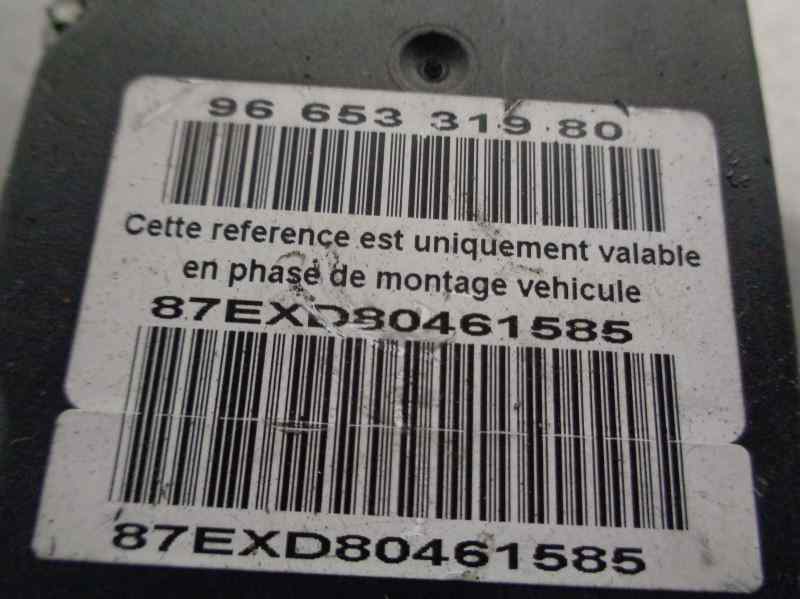 96 653 319 80
Cette reference est uniquement valable
en phase de montage vehicule
87EXD80461585
87EXD80461585